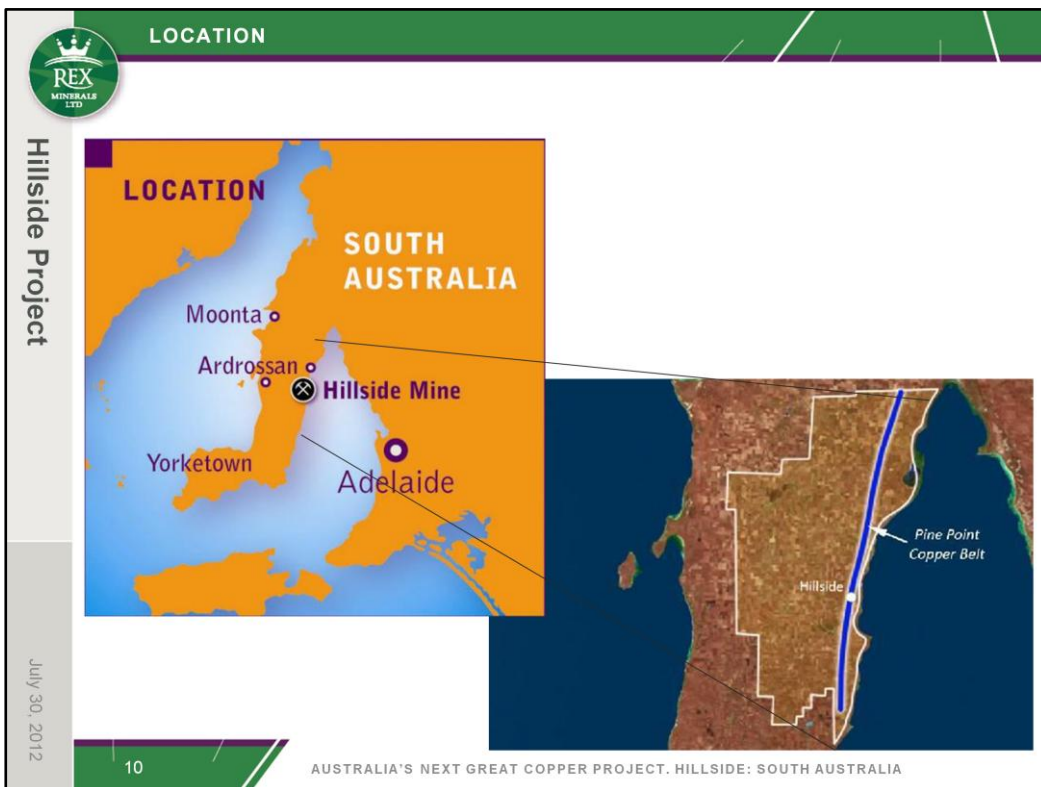 LOCATION
REX
MINERALS
LTD
Hillside Project
LOCATION
SOUTH
AUSTRALIA
Moonta
Ardrossan
Hillside Mine
Yorketown
Adelaide
Pine Point
Copper Belt
Hillside
July 30, 2012
10
AUSTRALIA'S NEXT GREAT COPPER PROJECT. HILLSIDE: SOUTH AUSTRALIA